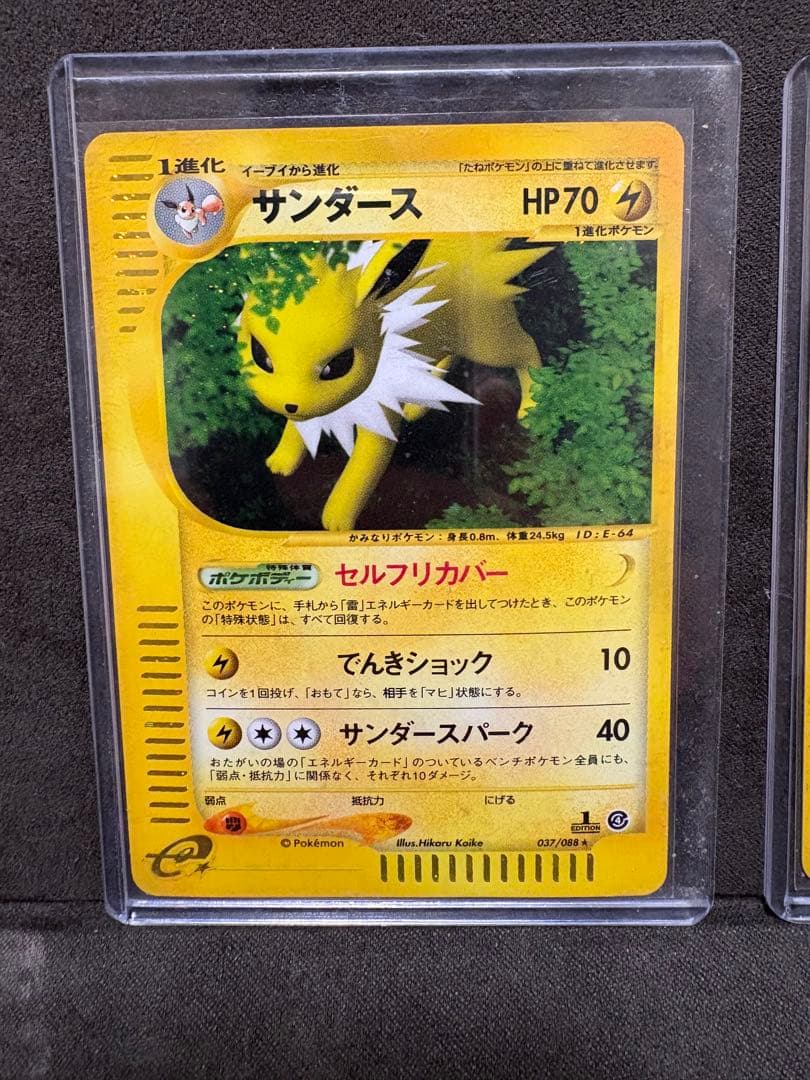 1進化
イーブイから進化
「たねポケモン」の上に重ねて進化させます。
サンダース
HP70
1進化ポケモン
かみなりポケモン：身長0.8m、体重24.5kg ID:E-64
特殊体質
ポケボディー
セルフリカバー
このポケモンに、手札から「雷」エネルギーカードを出してつけたとき、このポケモン
の「特殊状態」は、すべて回復する。
でんきショック 10
コインを1回投げ、「おもて」なら、相手を「マヒ」状態にする。
サンダースパーク 40
おたがいの場の「エネルギーカード」のついているベンチポケモン全員にも、
「弱点・抵抗力」に関係なく、それぞれ10ダメージ。
弱点 抵抗力 にげる
闘
1
EDITION
4
e
© Pokémon Illus.Hikaru Koike 037/088★